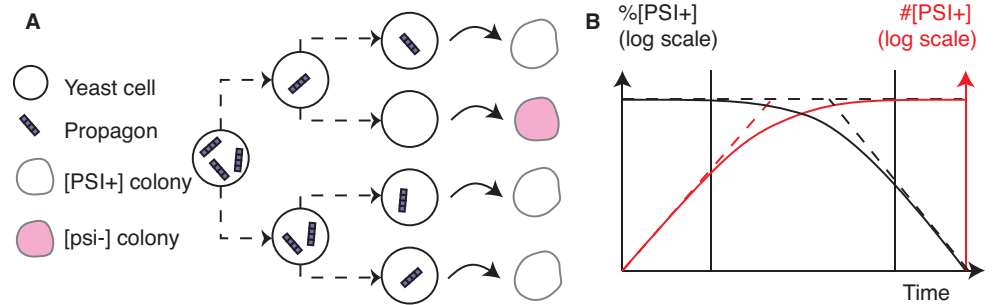 A
Yeast cell
Propagon
[PSI+] colony
[psi-] colony
B
%[PSI+]
(log scale)
#[PSI+]
(log scale)
Time